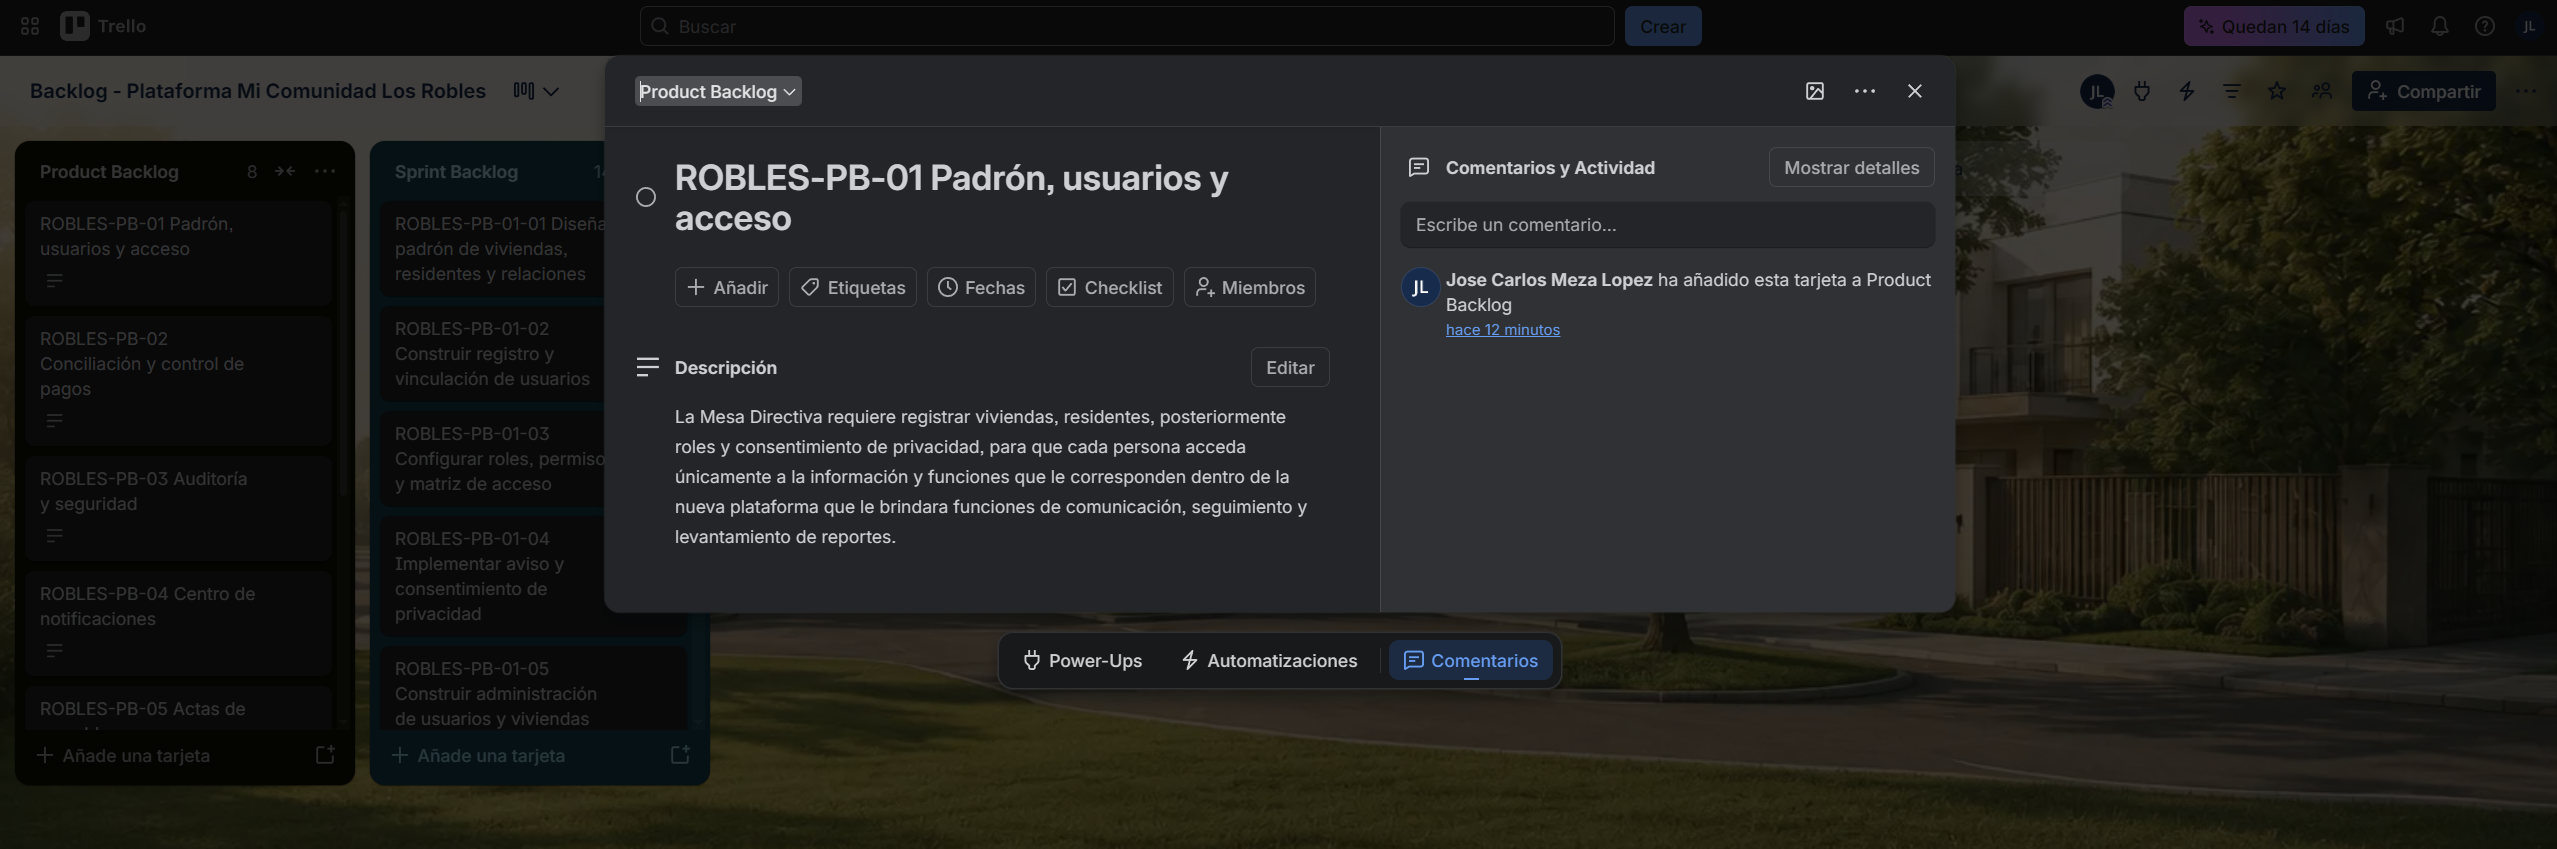 Trello
Buscar
Crear
Quedan 14 días
JL
Backlog - Plataforma Mi Comunidad Los Robles
JL
Compartir
Product Backlog 8
ROBLES-PB-01 Padrón,
usuarios y acceso
ROBLES-PB-02
Conciliación y control de
pagos
ROBLES-PB-03 Auditoría
y seguridad
ROBLES-PB-04 Centro de
notificaciones
ROBLES-PB-05 Actas de
Añade una tarjeta
Sprint Backlog
ROBLES-PB-01-01 Diseña
padrón de viviendas,
residentes y relaciones
ROBLES-PB-01-02
Construir registro y
vinculación de usuarios
ROBLES-PB-01-03
Configurar roles, permiso
y matriz de acceso
ROBLES-PB-01-04
Implementar aviso y
consentimiento de
privacidad
ROBLES-PB-01-05
Construir administración
de usuarios y viviendas
Añade una tarjeta
Product Backlog
ROBLES-PB-01 Padrón, usuarios y
acceso
Añadir
Etiquetas
Fechas
Checklist
Miembros
Descripción
Editar
La Mesa Directiva requiere registrar viviendas, residentes, posteriormente
roles y consentimiento de privacidad, para que cada persona acceda
únicamente a la información y funciones que le corresponden dentro de la
nueva plataforma que le brindara funciones de comunicación, seguimiento y
levantamiento de reportes.
Comentarios y Actividad
Mostrar detalles
Escribe un comentario...
JL
Jose Carlos Meza Lopez ha añadido esta tarjeta a Product
Backlog
hace 12 minutos
Power-Ups
Automatizaciones
Comentarios